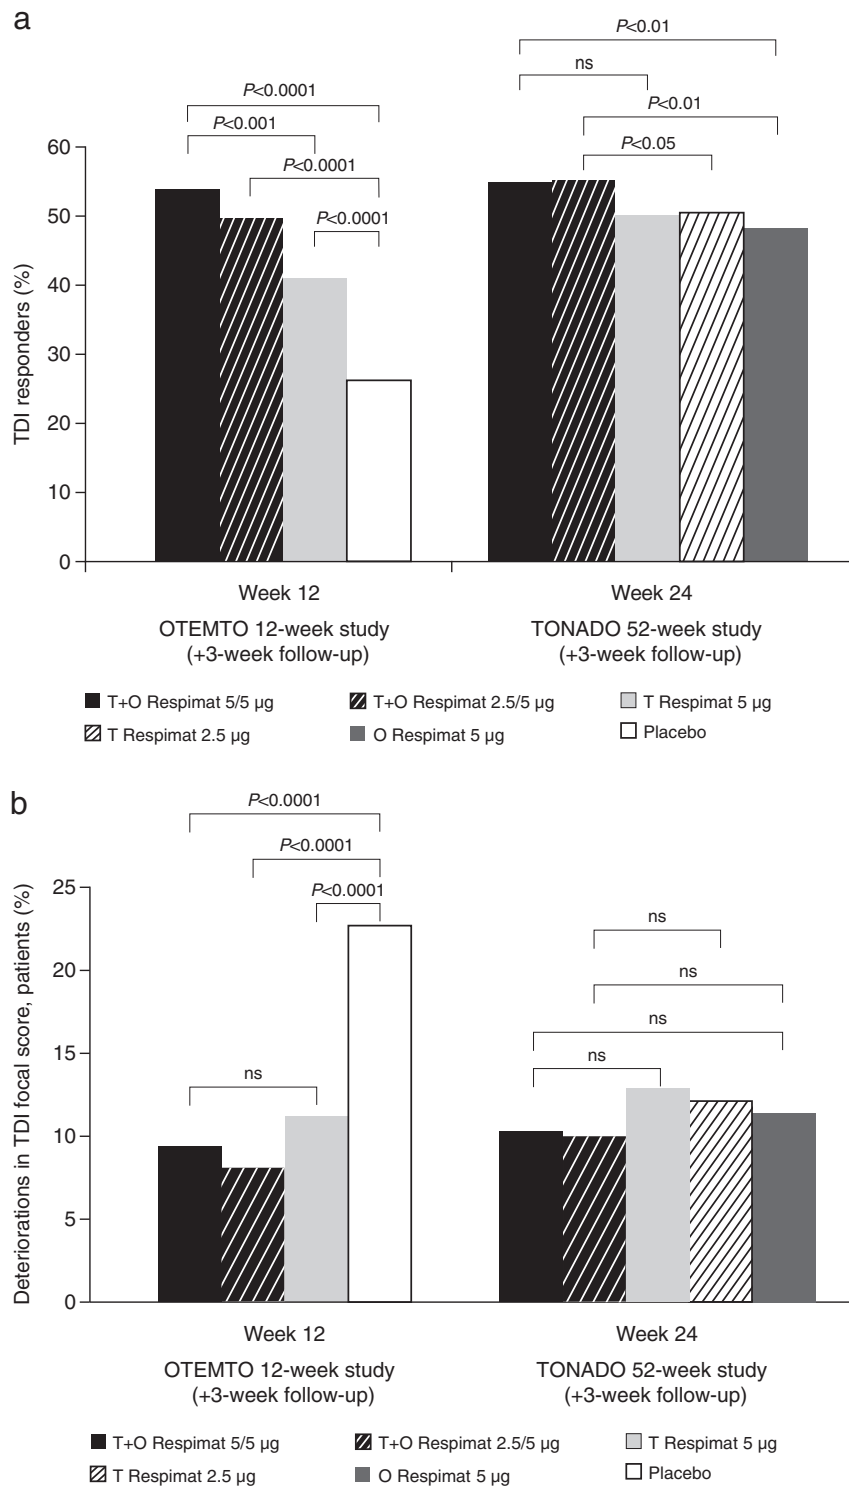 a
P<0.01
ns
P<0.0001
P<0.01
P<0.001
P<0.05
P<0.0001
P<0.0001
TDI responders (%)
60
50
40
30
20
10
0
Week 12
Week 24
OTEMTO 12-week study
(+3-week follow-up)
TONADO 52-week study
(+3-week follow-up)
T+O Respimat 5/5 µg
T+O Respimat 2.5/5 µg
T Respimat 5 µg
T Respimat 2.5 µg
O Respimat 5 µg
Placebo
b
P<0.0001
P<0.0001
P<0.0001
ns
ns
ns
ns
ns
Deteriorations in TDI focal score, patients (%)
25
20
15
10
5
0
Week 12
Week 24
OTEMTO 12-week study
(+3-week follow-up)
TONADO 52-week study
(+3-week follow-up)
T+O Respimat 5/5 µg
T+O Respimat 2.5/5 µg
T Respimat 5 µg
T Respimat 2.5 µg
O Respimat 5 µg
Placebo